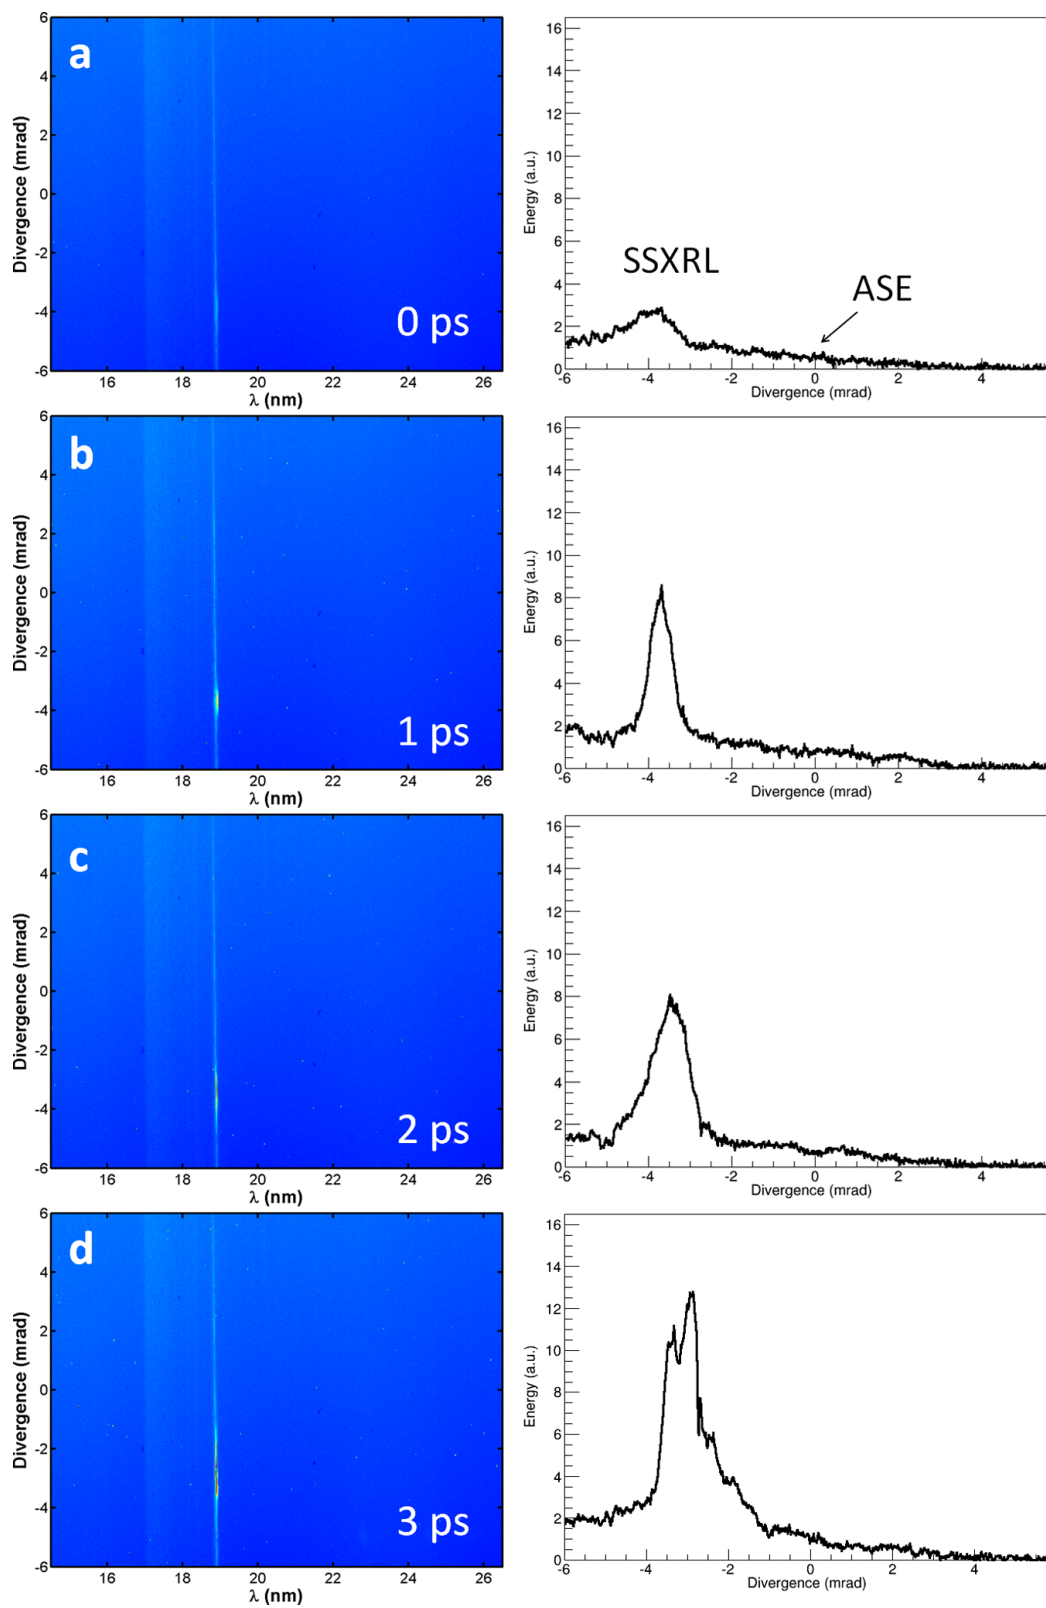 a
6
4
2
0
-2
-4
-6
Divergence (mrad)
16 18 20 22 24 26
λ (nm)
0 ps
16
14
12
10
8
6
4
2
0
Energy (a.u.)
SSXRL
ASE
-6 -4 -2 0 2 4
Divergence (mrad)
b
6
4
2
0
-2
-4
-6
Divergence (mrad)
16 18 20 22 24 26
λ (nm)
1 ps
16
14
12
10
8
6
4
2
0
Energy (a.u.)
-6 -4 -2 0 2 4
Divergence (mrad)
c
6
4
2
0
-2
-4
-6
Divergence (mrad)
16 18 20 22 24 26
λ (nm)
2 ps
16
14
12
10
8
6
4
2
0
Energy (a.u.)
-6 -4 -2 0 2 4
Divergence (mrad)
d
6
4
2
0
-2
-4
-6
Divergence (mrad)
16 18 20 22 24 26
λ (nm)
3 ps
16
14
12
10
8
6
4
2
0
Energy (a.u.)
-6 -4 -2 0 2 4
Divergence (mrad)